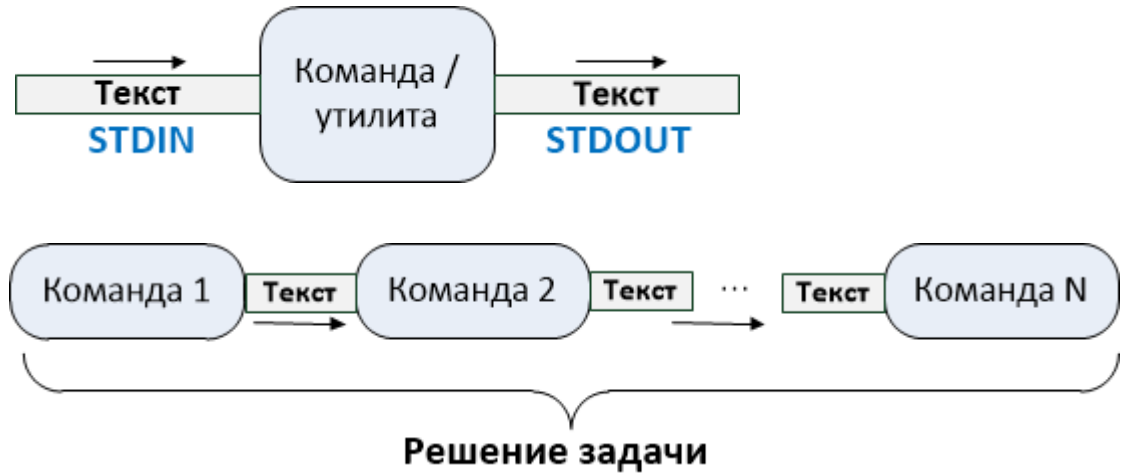 Текст
STDIN
Команда /
утилита
Текст
STDOUT
Команда 1
Текст
Команда 2
Текст
...
Текст
Команда N
Решение задачи